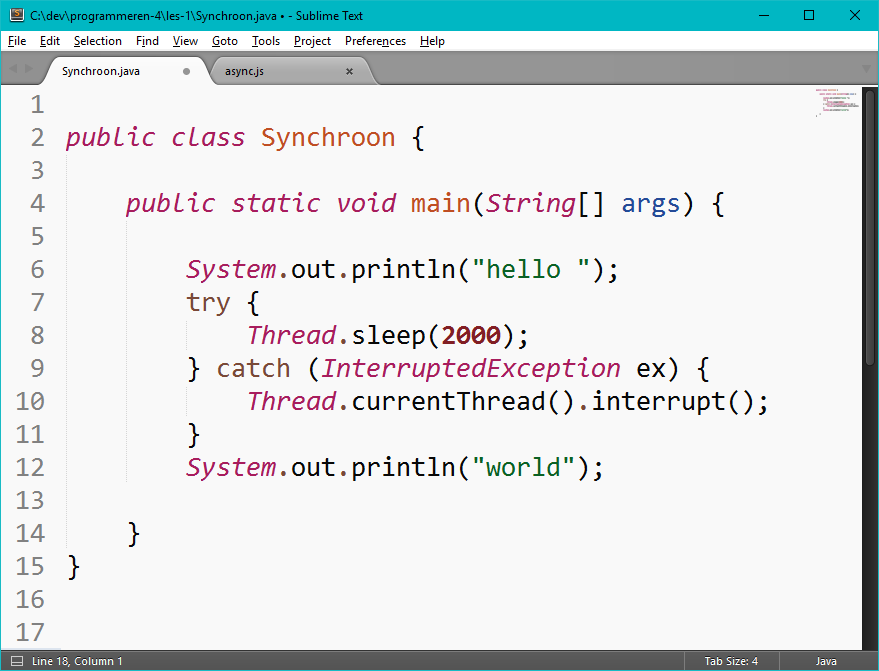 C:\dev\programmeren-4\les-1\Synchroon.java • - Sublime Text
File Edit Selection Find View Goto Tools Project Preferences Help
Synchroon.java async.js
1
2 public class Synchroon {
3
4 public static void main(String[] args) {
5
6 System.out.println("hello ");
7 try {
8 Thread.sleep(2000);
9 } catch (InterruptedException ex) {
10 Thread.currentThread().interrupt();
11 }
12 System.out.println("world");
13
14 }
15 }
16
17
Line 18, Column 1 Tab Size: 4 Java